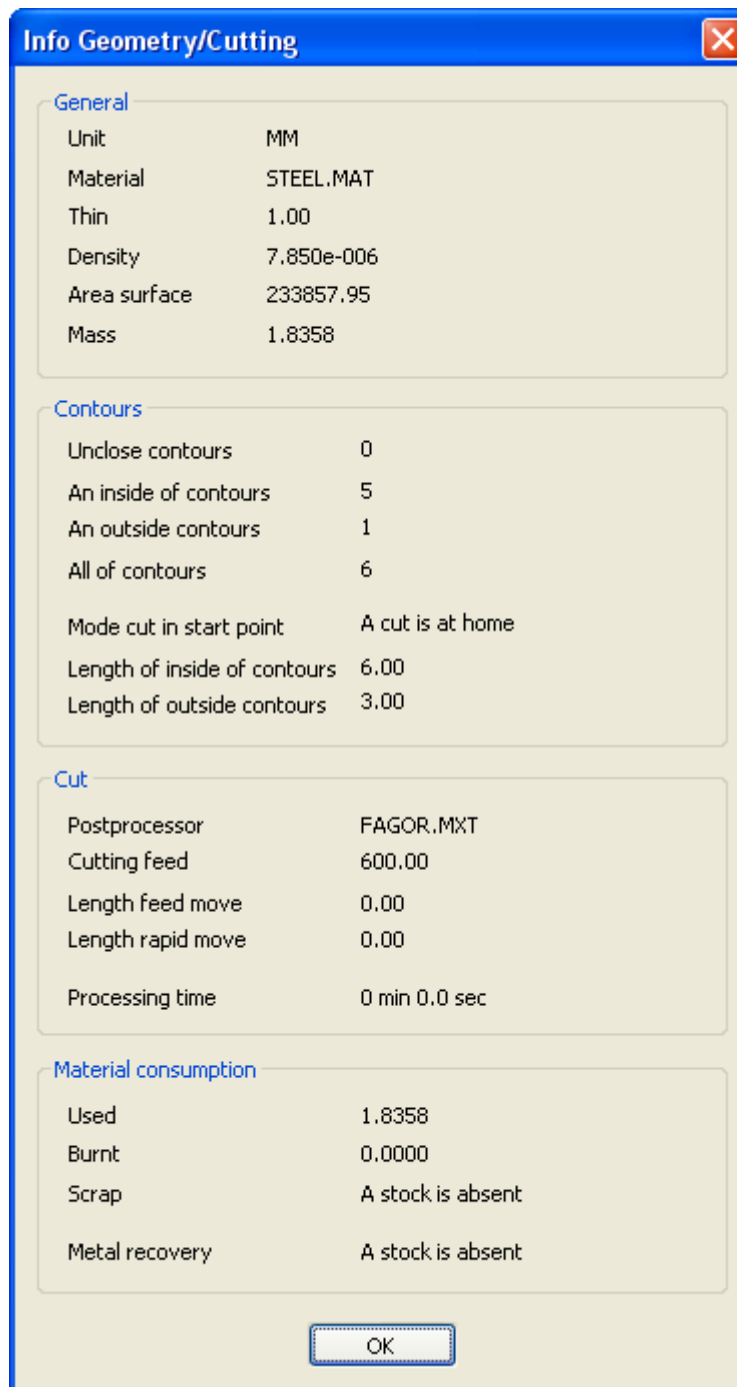 Info Geometry/Cutting
General
Unit MM
Material STEEL.MAT
Thin 1.00
Density 7.850e-006
Area surface 233857.95
Mass 1.8358
Contours
Unclose contours 0
An inside of contours 5
An outside contours 1
All of contours 6
Mode cut in start point A cut is at home
Length of inside of contours 6.00
Length of outside contours 3.00
Cut
Postprocessor FAGOR.MXT
Cutting feed 600.00
Length feed move 0.00
Length rapid move 0.00
Processing time 0 min 0.0 sec
Material consumption
Used 1.8358
Burnt 0.0000
Scrap A stock is absent
Metal recovery A stock is absent
OK